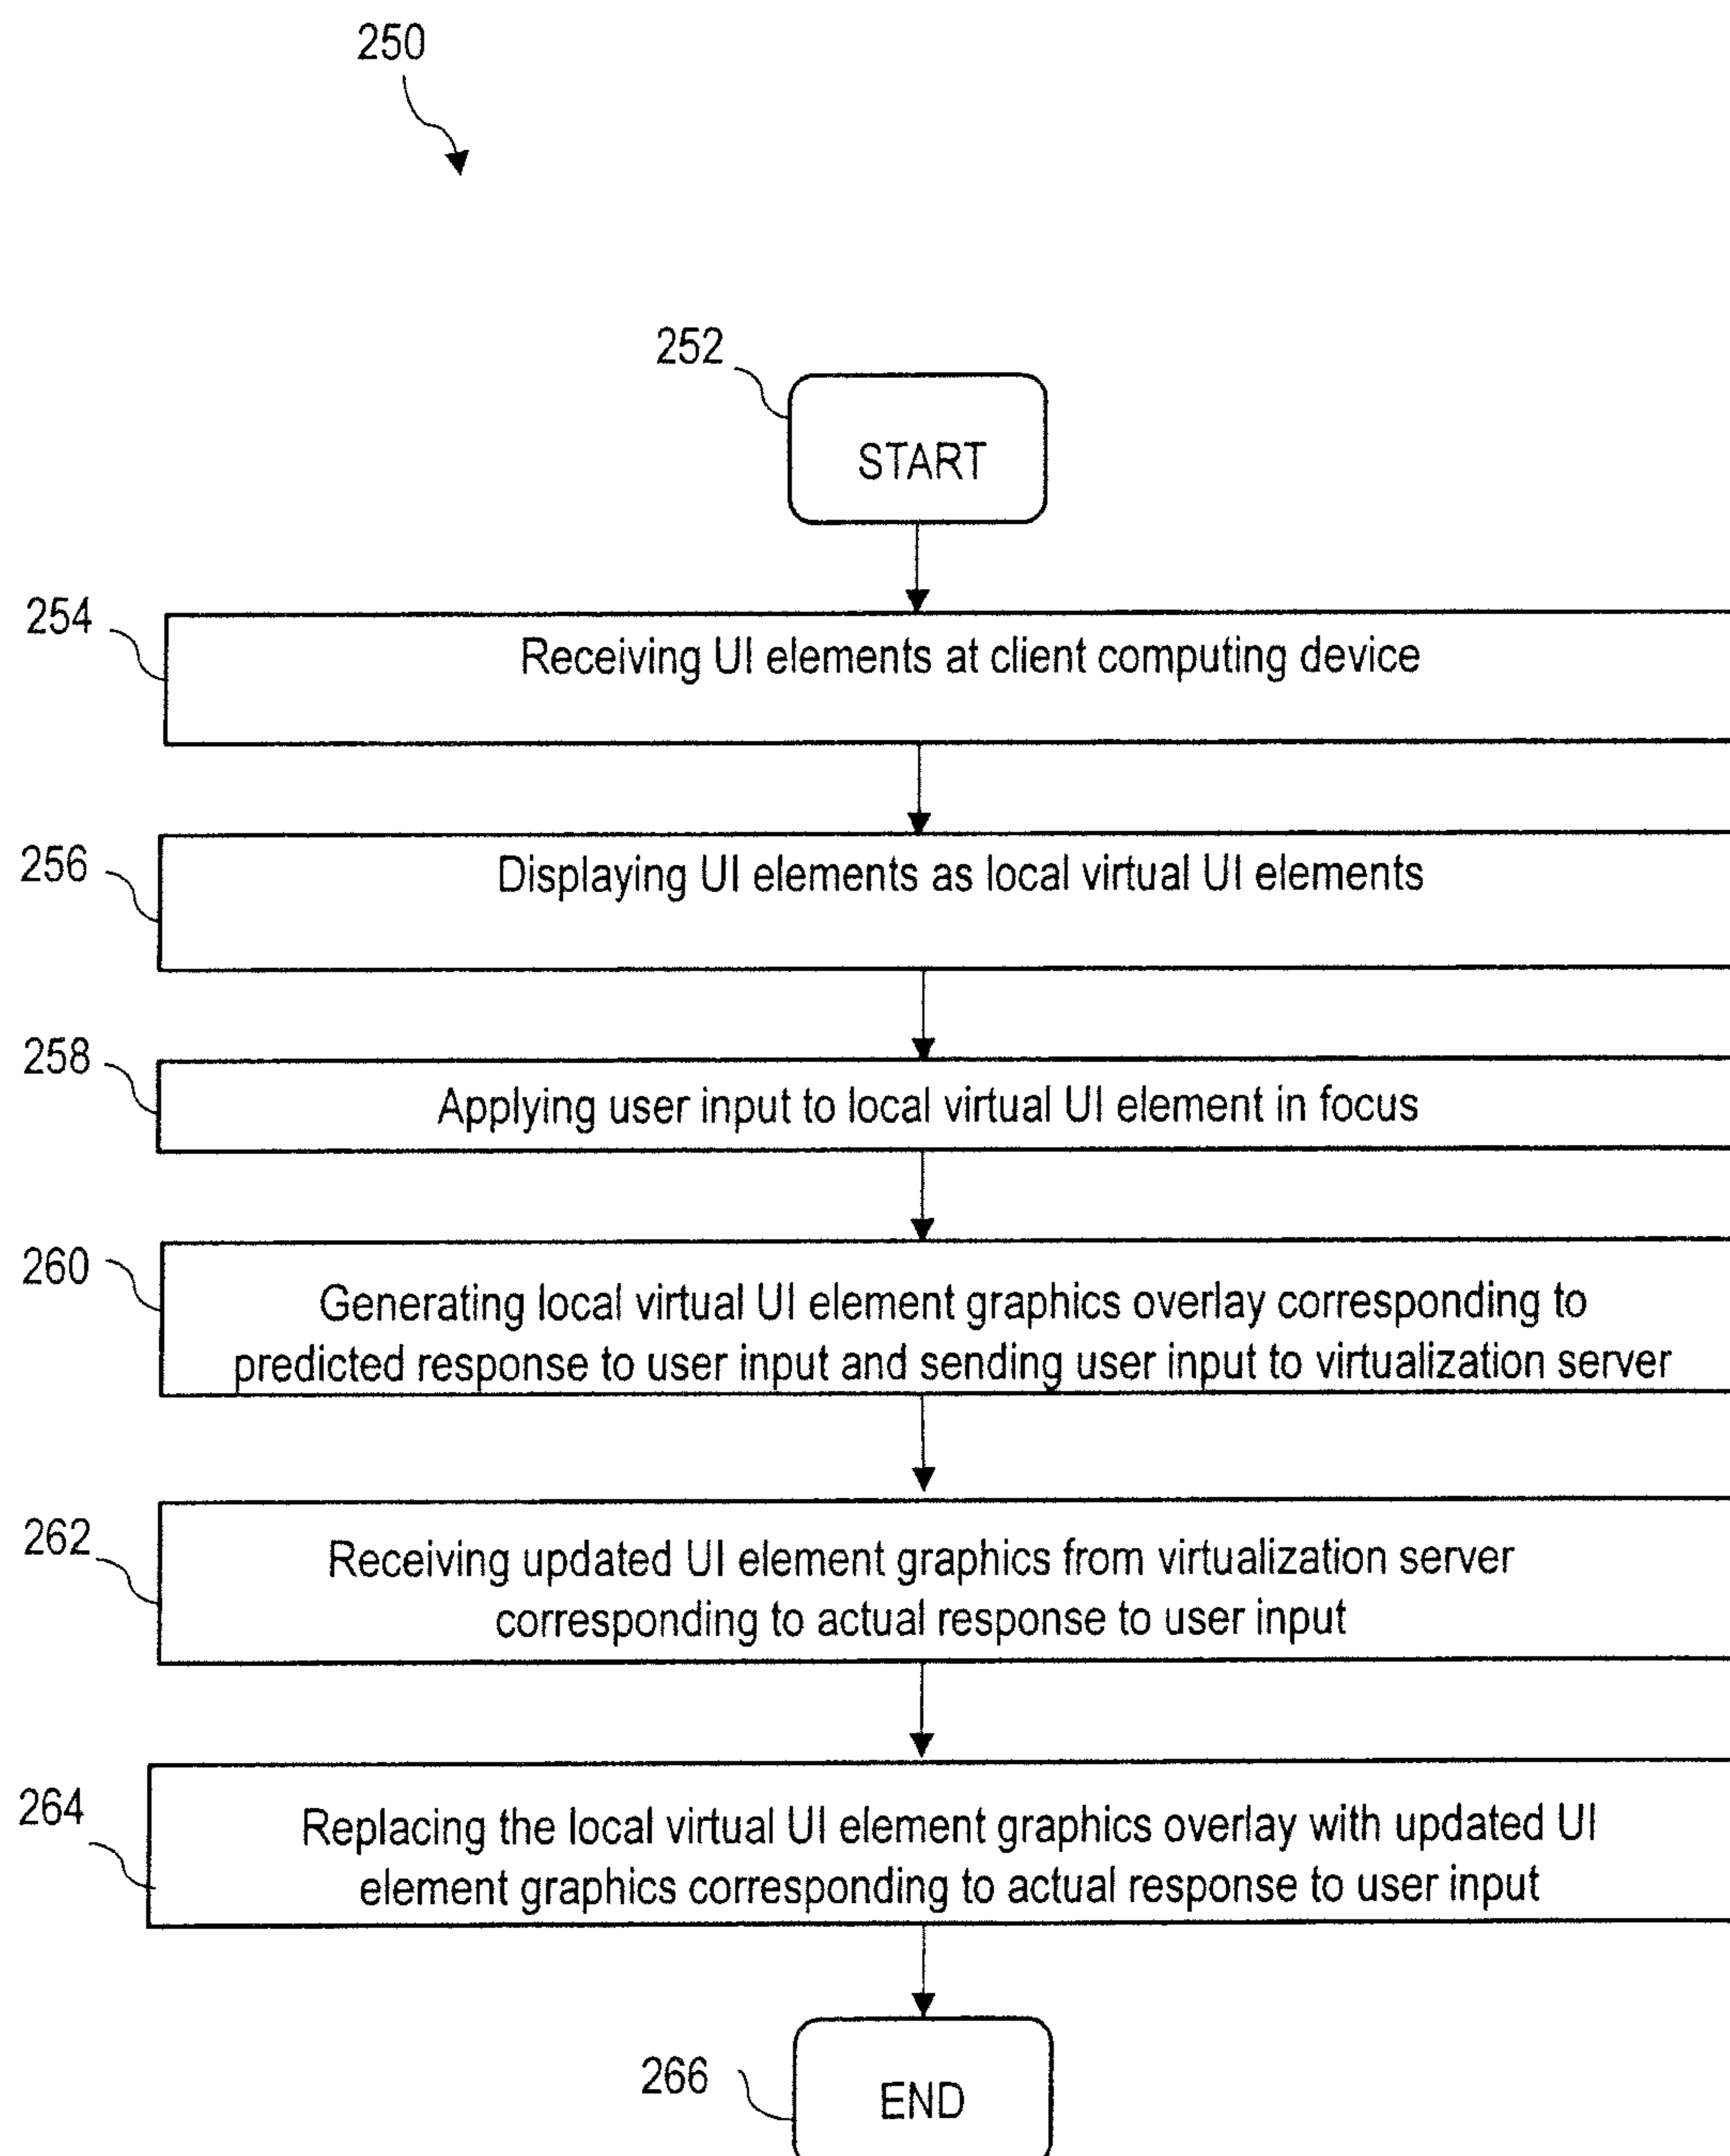 250
252
START
254
Receiving UI elements at client computing device
256
Displaying UI elements as local virtual UI elements
258
Applying user input to local virtual UI element in focus
260
Generating local virtual UI element graphics overlay corresponding to
predicted response to user input and sending user input to virtualization server
262
Receiving updated UI element graphics from virtualization server
corresponding to actual response to user input
264
Replacing the local virtual UI element graphics overlay with updated UI
element graphics corresponding to actual response to user input
266
END